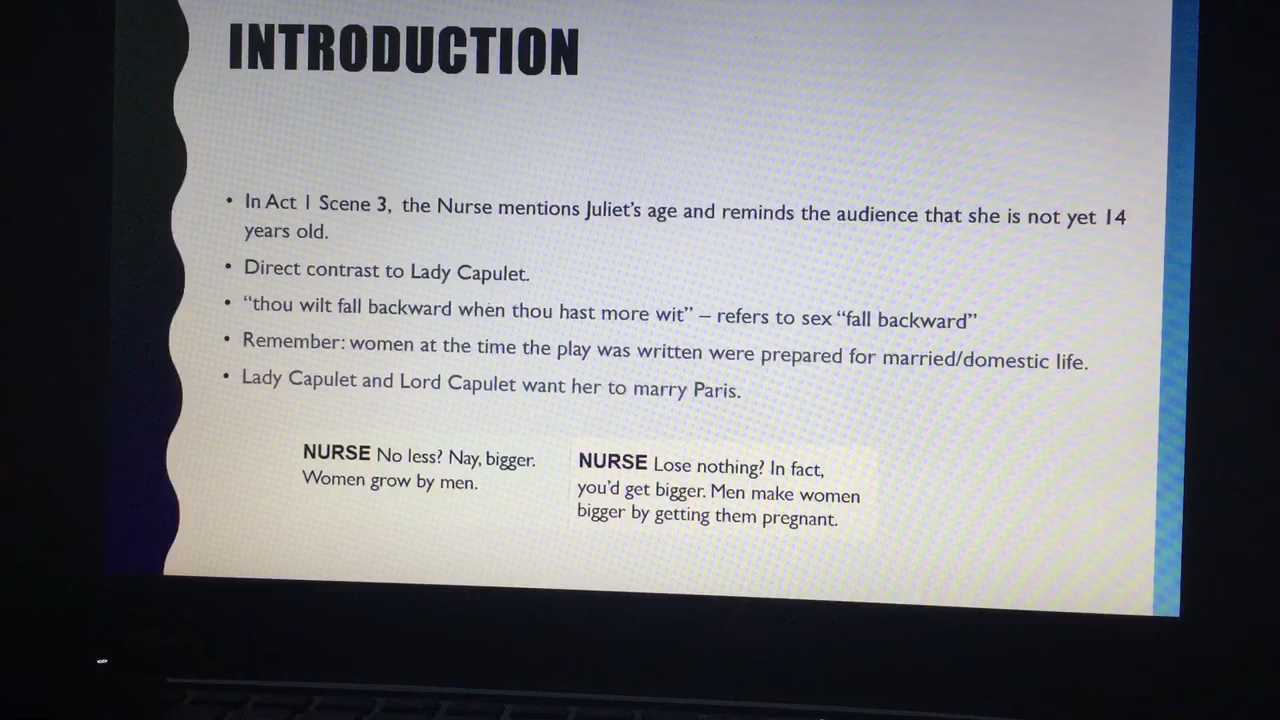 INTRODUCTION
• In Act 1 Scene 3, the Nurse mentions Juliet's age and reminds the audience that she is not yet 14
years old.
• Direct contrast to Lady Capulet.
• “thou wilt fall backward when thou hast more wit” – refers to sex “fall backward”
• Remember: women at the time the play was written were prepared for married/domestic life.
• Lady Capulet and Lord Capulet want her to marry Paris.
NURSE No less? Nay, bigger.
Women grow by men.
NURSE Lose nothing? In fact,
you'd get bigger. Men make women
bigger by getting them pregnant.